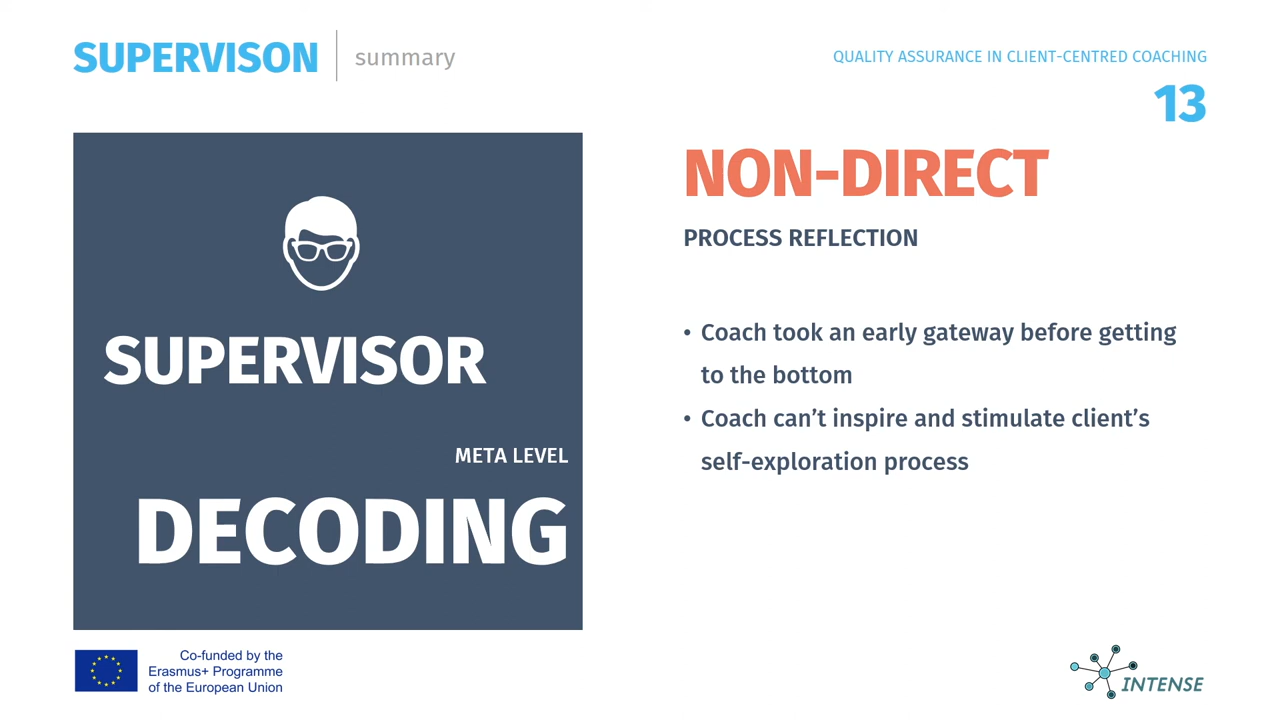 SUPERVISON
summary
QUALITY ASSURANCE IN CLIENT-CENTRED COACHING
13
SUPERVISOR
META LEVEL
DECODING
NON-DIRECT
PROCESS REFLECTION
• Coach took an early gateway before getting
to the bottom
• Coach can’t inspire and stimulate client’s
self-exploration process
Co-funded by the
Erasmus+ Programme
of the European Union
INTENSE